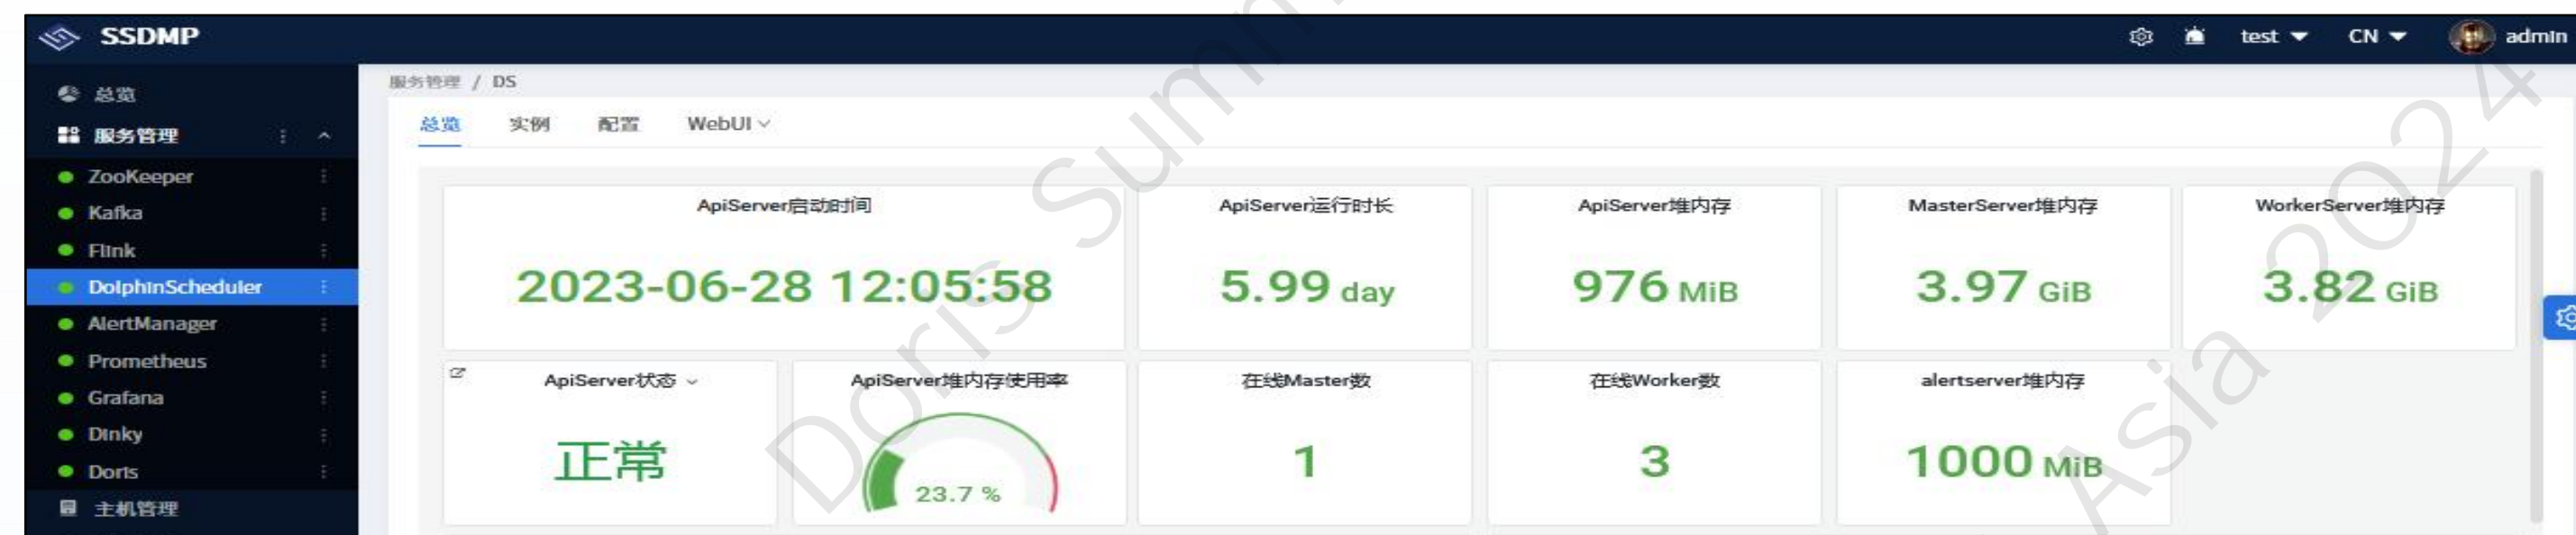 SSDMP
test
CN
admin
总览
服务管理
ZooKeeper
Kafka
Flink
DolphinScheduler
AlertManager
Prometheus
Grafana
Dinky
Doris
主机管理
服务管理 / DS
总览 实例 配置 WebUI
ApiServer启动时间
2023-06-28 12:05:58
ApiServer运行时长
5.99 day
ApiServer堆内存
976 MiB
MasterServer堆内存
3.97 GiB
WorkerServer堆内存
3.82 GiB
ApiServer状态
正常
ApiServer堆内存使用率
23.7 %
在线Master数
1
在线Worker数
3
alertserver堆内存
1000 MiB
Doris Summ
Asia 2024